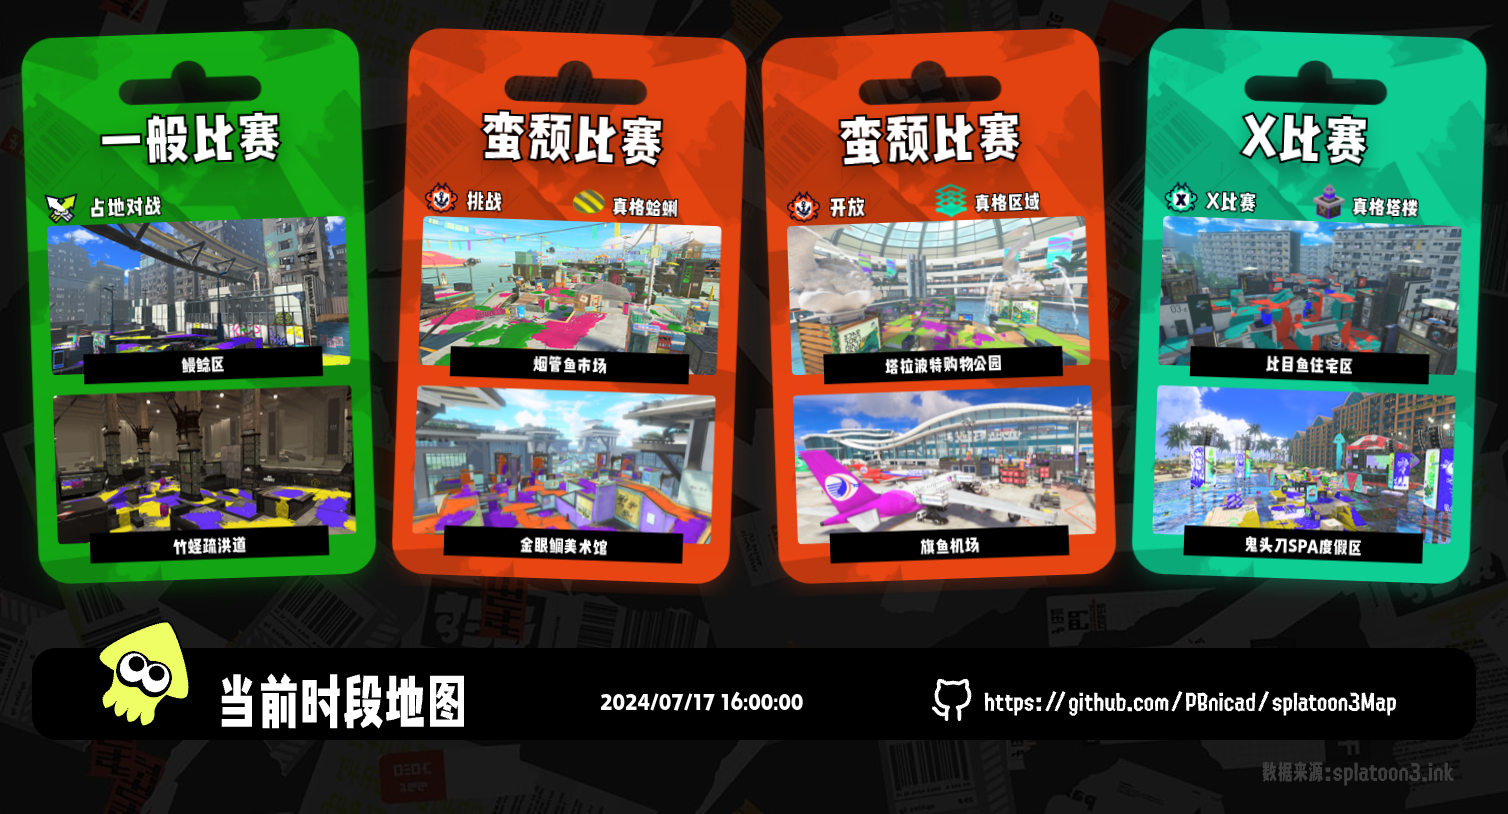 一般比赛
占地对战
鳗鲶区
竹蛏疏洪道
蛮颓比赛
挑战
真格蛤蜊
烟管鱼市场
金眼鲷美术馆
蛮颓比赛
开放
真格区域
塔拉波特购物公园
旗鱼机场
X比赛
X比赛
真格塔楼
比目鱼住宅区
鬼头刀SPA度假区
当前时段地图
2024/07/17 16:00:00
https://github.com/PBnicad/splatoon3Map
数据来源:splatoon3.ink